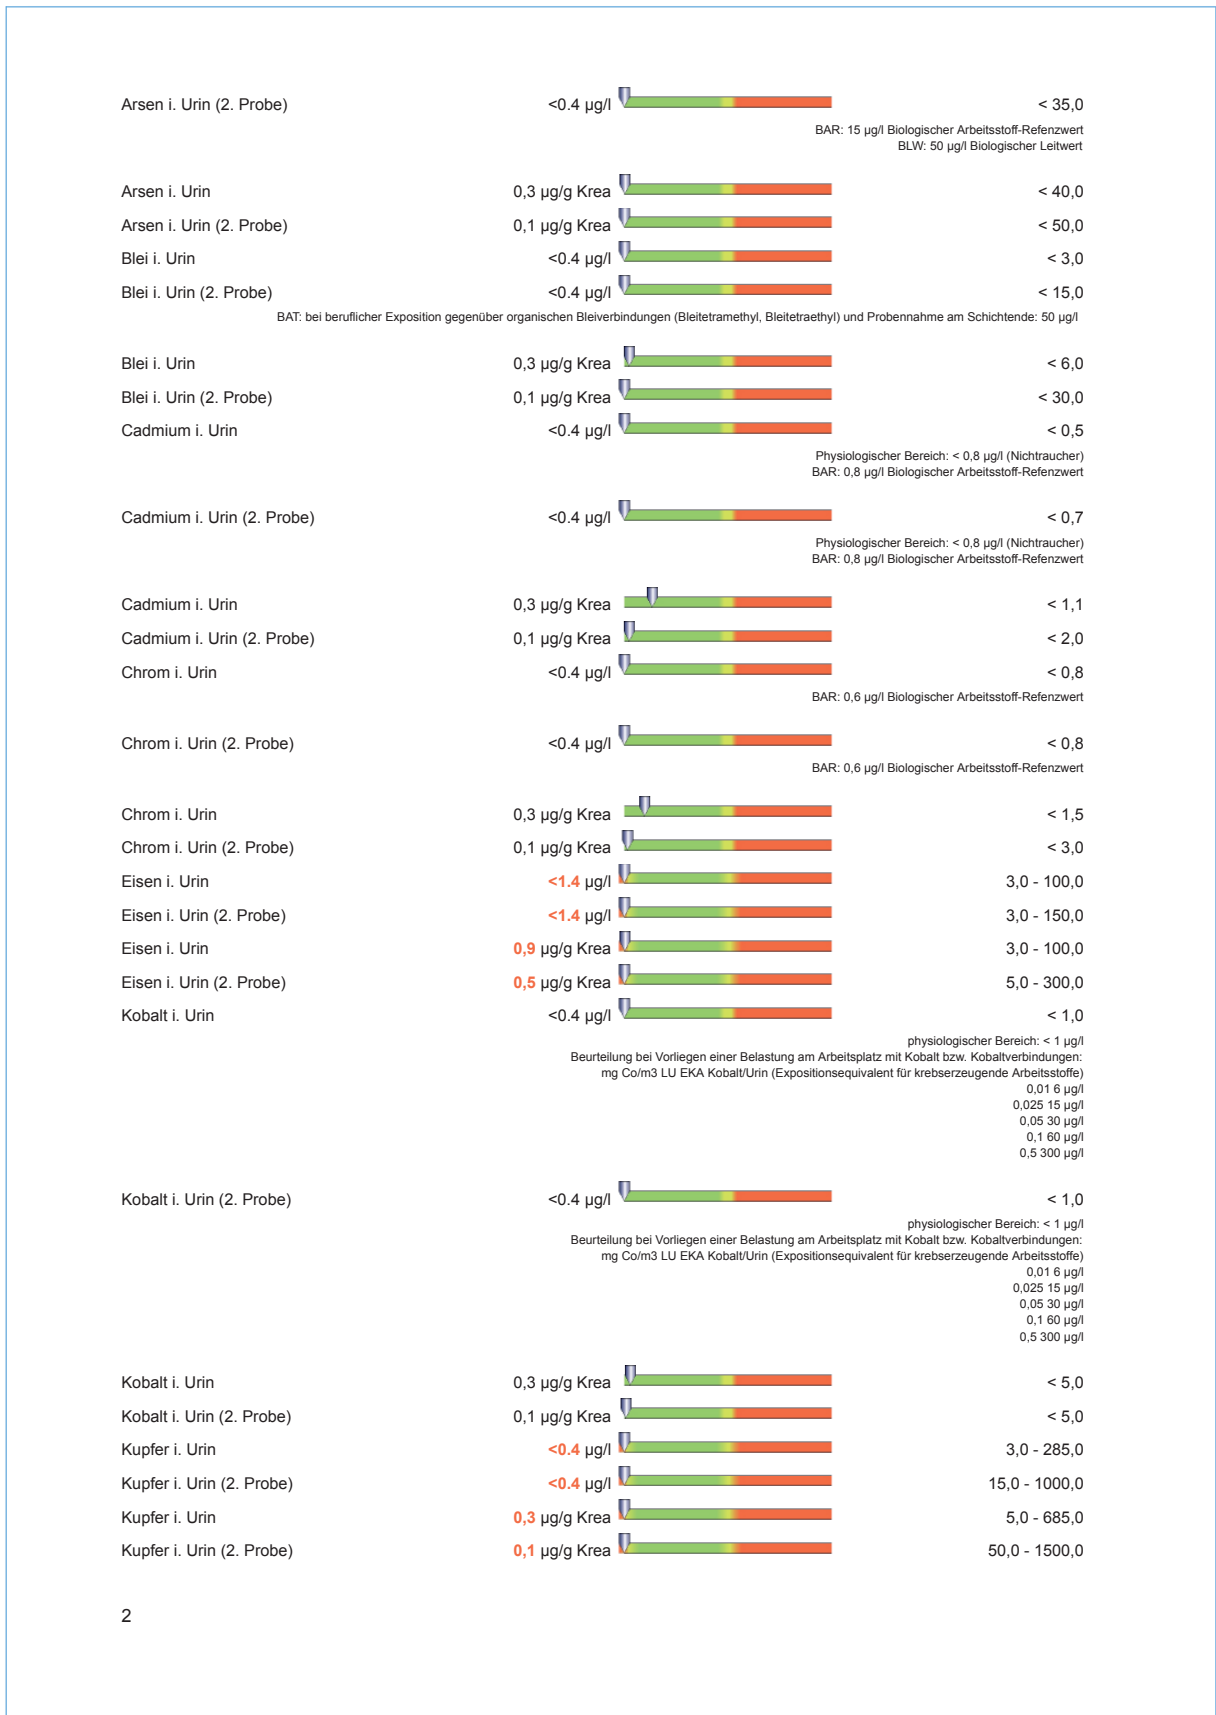 Arsen i. Urin (2. Probe) <0.4 µg/l < 35,0
BAR: 15 µg/l Biologischer Arbeitsstoff-Refenzwert
BLW: 50 µg/l Biologischer Leitwert
Arsen i. Urin 0,3 µg/g Krea < 40,0
Arsen i. Urin (2. Probe) 0,1 µg/g Krea < 50,0
Blei i. Urin <0.4 µg/l < 3,0
Blei i. Urin (2. Probe) <0.4 µg/l < 15,0
BAT: bei beruflicher Exposition gegenüber organischen Bleiverbindungen (Bleitetramethyl, Bleitetraethyl) und Probennahme am Schichtende: 50 µg/l
Blei i. Urin 0,3 µg/g Krea < 6,0
Blei i. Urin (2. Probe) 0,1 µg/g Krea < 30,0
Cadmium i. Urin <0.4 µg/l < 0,5
Physiologischer Bereich: < 0,8 µg/l (Nichtraucher)
BAR: 0,8 µg/l Biologischer Arbeitsstoff-Refenzwert
Cadmium i. Urin (2. Probe) <0.4 µg/l < 0,7
Physiologischer Bereich: < 0,8 µg/l (Nichtraucher)
BAR: 0,8 µg/l Biologischer Arbeitsstoff-Refenzwert
Cadmium i. Urin 0,3 µg/g Krea < 1,1
Cadmium i. Urin (2. Probe) 0,1 µg/g Krea < 2,0
Chrom i. Urin <0.4 µg/l < 0,8
BAR: 0,6 µg/l Biologischer Arbeitsstoff-Refenzwert
Chrom i. Urin (2. Probe) <0.4 µg/l < 0,8
BAR: 0,6 µg/l Biologischer Arbeitsstoff-Refenzwert
Chrom i. Urin 0,3 µg/g Krea < 1,5
Chrom i. Urin (2. Probe) 0,1 µg/g Krea < 3,0
Eisen i. Urin <1.4 µg/l 3,0 - 100,0
Eisen i. Urin (2. Probe) <1.4 µg/l 3,0 - 150,0
Eisen i. Urin 0,9 µg/g Krea 3,0 - 100,0
Eisen i. Urin (2. Probe) 0,5 µg/g Krea 5,0 - 300,0
Kobalt i. Urin <0.4 µg/l < 1,0
physiologischer Bereich: < 1 µg/l
Beurteilung bei Vorliegen einer Belastung am Arbeitsplatz mit Kobalt bzw. Kobaltverbindungen:
mg Co/m3 LU EKA Kobalt/Urin (Expositionsequivalent für krebserzeugende Arbeitsstoffe)
0,01 6 µg/l
0,025 15 µg/l
0,05 30 µg/l
0,1 60 µg/l
0,5 300 µg/l
Kobalt i. Urin (2. Probe) <0.4 µg/l < 1,0
physiologischer Bereich: < 1 µg/l
Beurteilung bei Vorliegen einer Belastung am Arbeitsplatz mit Kobalt bzw. Kobaltverbindungen:
mg Co/m3 LU EKA Kobalt/Urin (Expositionsequivalent für krebserzeugende Arbeitsstoffe)
0,01 6 µg/l
0,025 15 µg/l
0,05 30 µg/l
0,1 60 µg/l
0,5 300 µg/l
Kobalt i. Urin 0,3 µg/g Krea < 5,0
Kobalt i. Urin (2. Probe) 0,1 µg/g Krea < 5,0
Kupfer i. Urin <0.4 µg/l 3,0 - 285,0
Kupfer i. Urin (2. Probe) <0.4 µg/l 15,0 - 1000,0
Kupfer i. Urin 0,3 µg/g Krea 5,0 - 685,0
Kupfer i. Urin (2. Probe) 0,1 µg/g Krea 50,0 - 1500,0
2